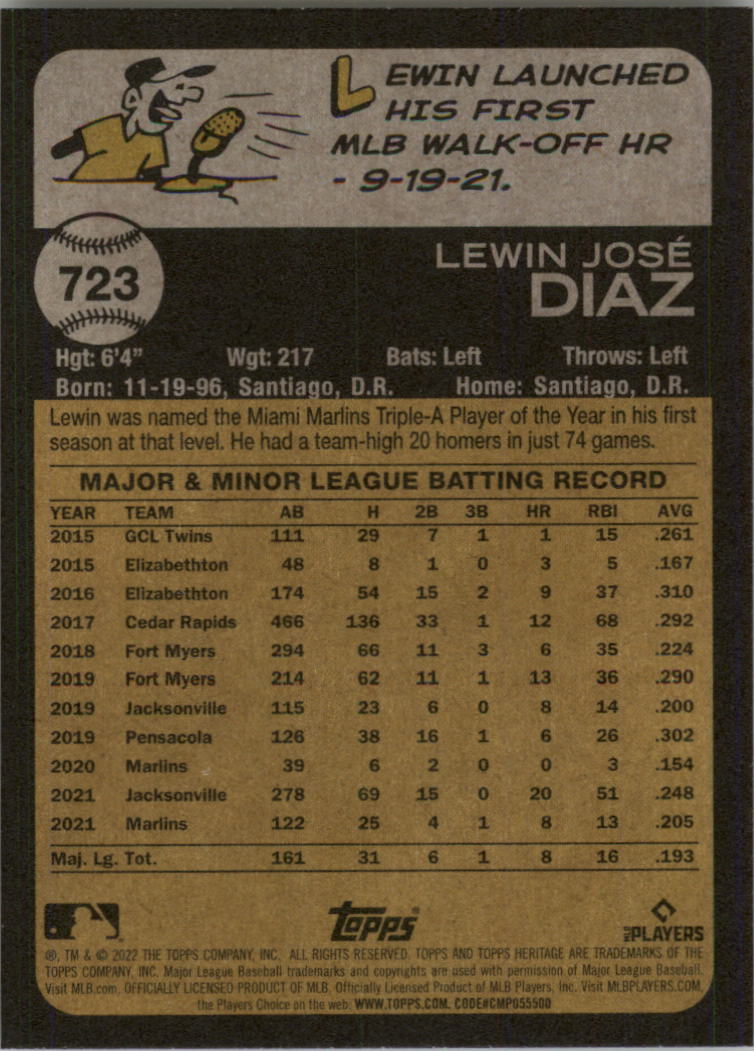 LEWIN LAUNCHED
HIS FIRST
MLB WALK-OFF HR
- 9-19-21.
723
LEWIN JOSÉ
DIAZ
Hgt: 6'4" Wgt: 217 Bats: Left Throws: Left
Born: 11-19-96, Santiago, D.R. Home: Santiago, D.R.
Lewin was named the Miami Marlins Triple-A Player of the Year in his first
season at that level. He had a team-high 20 homers in just 74 games.
MAJOR & MINOR LEAGUE BATTING RECORD
YEAR TEAM AB H 2B 3B HR RBI AVG
2015 GCL Twins 111 29 7 1 1 15 .261
2015 Elizabethton 48 8 1 0 3 5 .167
2016 Elizabethton 174 54 15 2 9 37 .310
2017 Cedar Rapids 466 136 33 1 12 68 .292
2018 Fort Myers 294 66 11 3 6 35 .224
2019 Fort Myers 214 62 11 1 13 36 .290
2019 Jacksonville 115 23 6 0 8 14 .200
2019 Pensacola 126 38 16 1 6 26 .302
2020 Marlins 39 6 2 0 0 3 .154
2021 Jacksonville 278 69 15 0 20 51 .248
2021 Marlins 122 25 4 1 8 13 .205
Maj. Lg. Tot. 161 31 6 1 8 16 .193
Topps
MLB PLAYERS
®, TM & © 2022 THE TOPPS COMPANY, INC. ALL RIGHTS RESERVED. TOPPS AND TOPPS HERITAGE ARE TRADEMARKS OF THE
TOPPS COMPANY, INC. Major League Baseball trademarks and copyrights are used with permission of Major League Baseball.
Visit MLB.com. OFFICIALLY LICENSED PRODUCT OF MLB. Officially Licensed Product of MLB Players, Inc. Visit MLBPLAYERS.COM,
the Players Choice on the web. WWW.TOPPS.COM. CODE#CMP055500